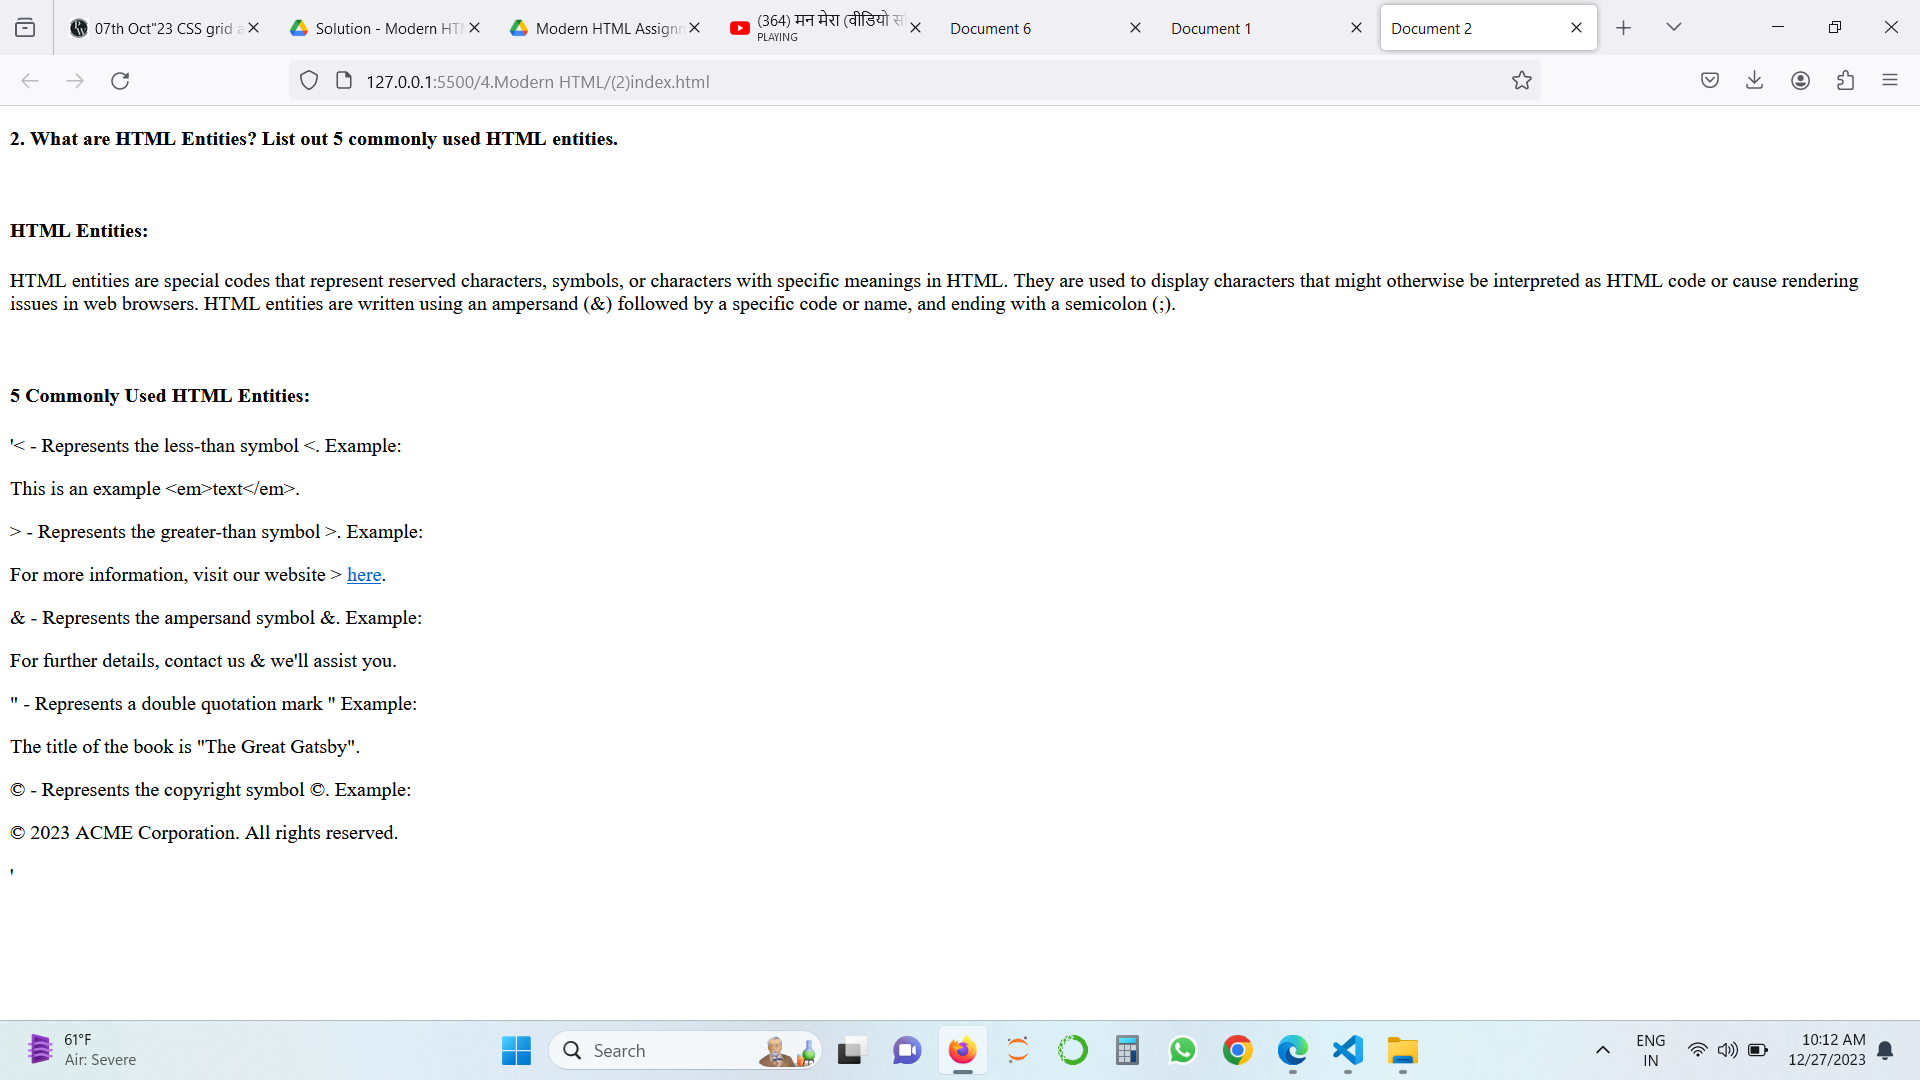 07th Oct"23 CSS grid a
Solution - Modern HTM
Modern HTML Assignm
(364) मन मेरा (वीडियो सां
PLAYING
Document 6
Document 1
Document 2
127.0.0.1:5500/4.Modern HTML/(2)index.html
2. What are HTML Entities? List out 5 commonly used HTML entities.
HTML Entities:
HTML entities are special codes that represent reserved characters, symbols, or characters with specific meanings in HTML. They are used to display characters that might otherwise be interpreted as HTML code or cause rendering
issues in web browsers. HTML entities are written using an ampersand (&) followed by a specific code or name, and ending with a semicolon (;).
5 Commonly Used HTML Entities:
'< - Represents the less-than symbol <. Example:
This is an example <em>text</em>.
> - Represents the greater-than symbol >. Example:
For more information, visit our website > here.
& - Represents the ampersand symbol &. Example:
For further details, contact us & we'll assist you.
" - Represents a double quotation mark " Example:
The title of the book is "The Great Gatsby".
© - Represents the copyright symbol ©. Example:
© 2023 ACME Corporation. All rights reserved.
'
61°F
Air: Severe
Search
ENG
IN
10:12 AM
12/27/2023